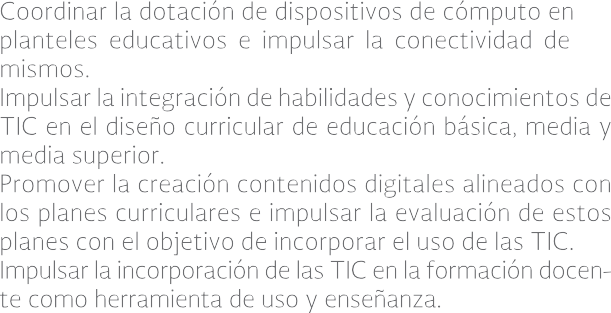 Coordinar la dotación de dispositivos de cómputo en
planteles educativos e impulsar la conectividad de
mismos.
Impulsar la integración de habilidades y conocimientos de
TIC en el diseño curricular de educación básica, media y
media superior.
Promover la creación contenidos digitales alineados con
los planes curriculares e impulsar la evaluación de estos
planes con el objetivo de incorporar el uso de las TIC.
Impulsar la incorporación de las TIC en la formación docen-
te como herramienta de uso y enseñanza.